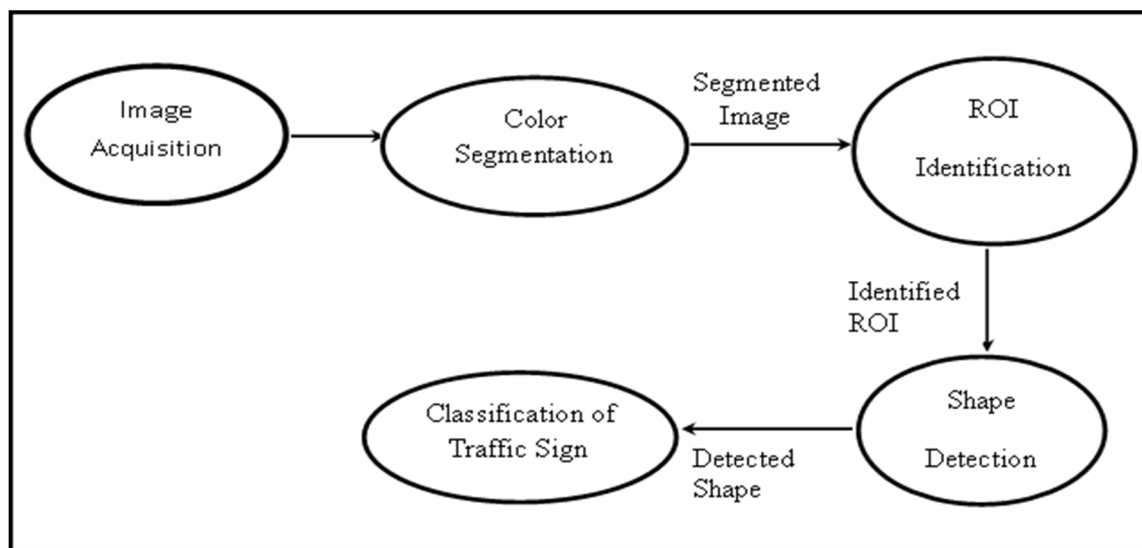 Image
Acquisition
Color
Segmentation
Segmented
Image
ROI
Identification
Identified
ROI
Shape
Detection
Detected
Shape
Classification of
Traffic Sign